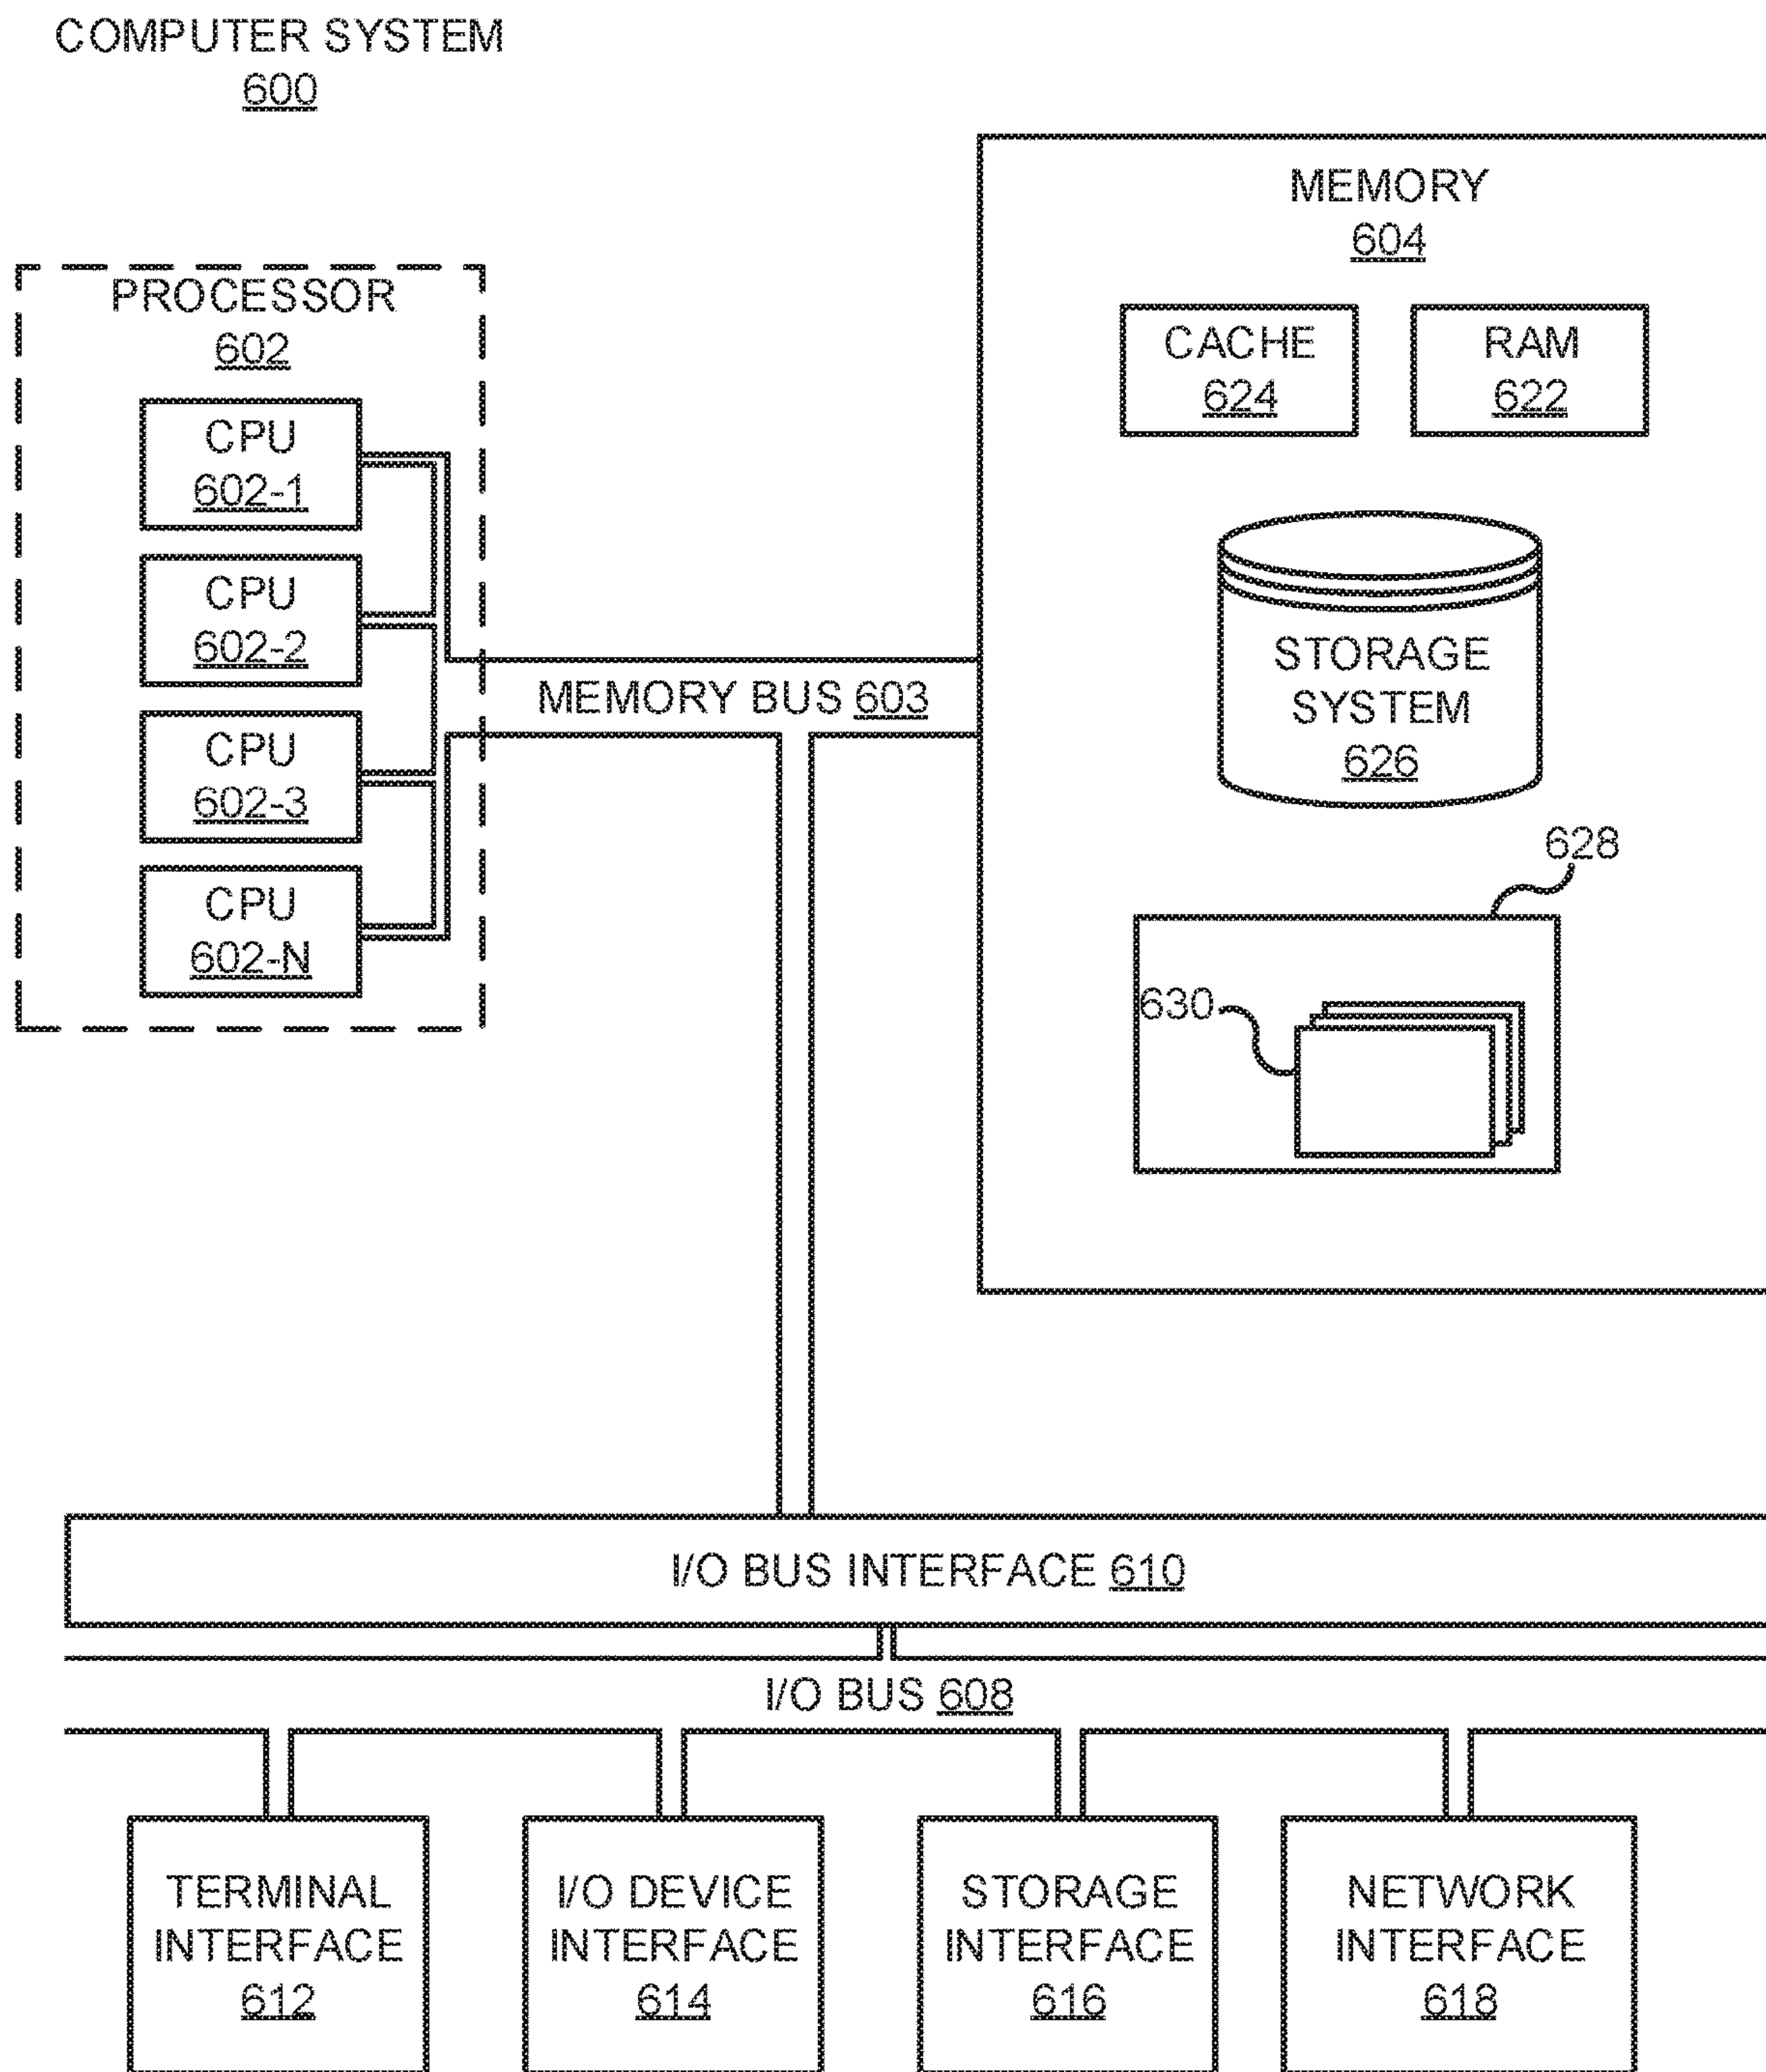 COMPUTER SYSTEM
600
MEMORY
604
PROCESSOR
602
CACHE
624
RAM
622
CPU
602-1
CPU
602-2
CPU
602-3
CPU
602-N
MEMORY BUS 603
STORAGE
SYSTEM
626
628
630
I/O BUS INTERFACE 610
I/O BUS 608
TERMINAL
INTERFACE
612
I/O DEVICE
INTERFACE
614
STORAGE
INTERFACE
616
NETWORK
INTERFACE
618